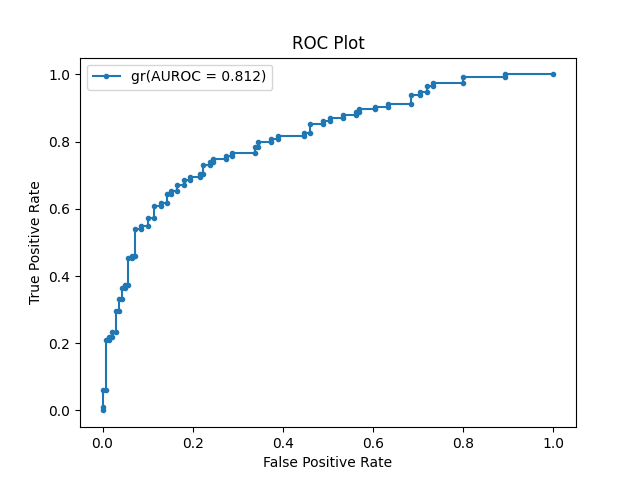 ROC Plot
gr(AUROC = 0.812)
1.0
0.8
0.6
0.4
0.2
0.0
True Positive Rate
0.0 0.2 0.4 0.6 0.8 1.0
False Positive Rate